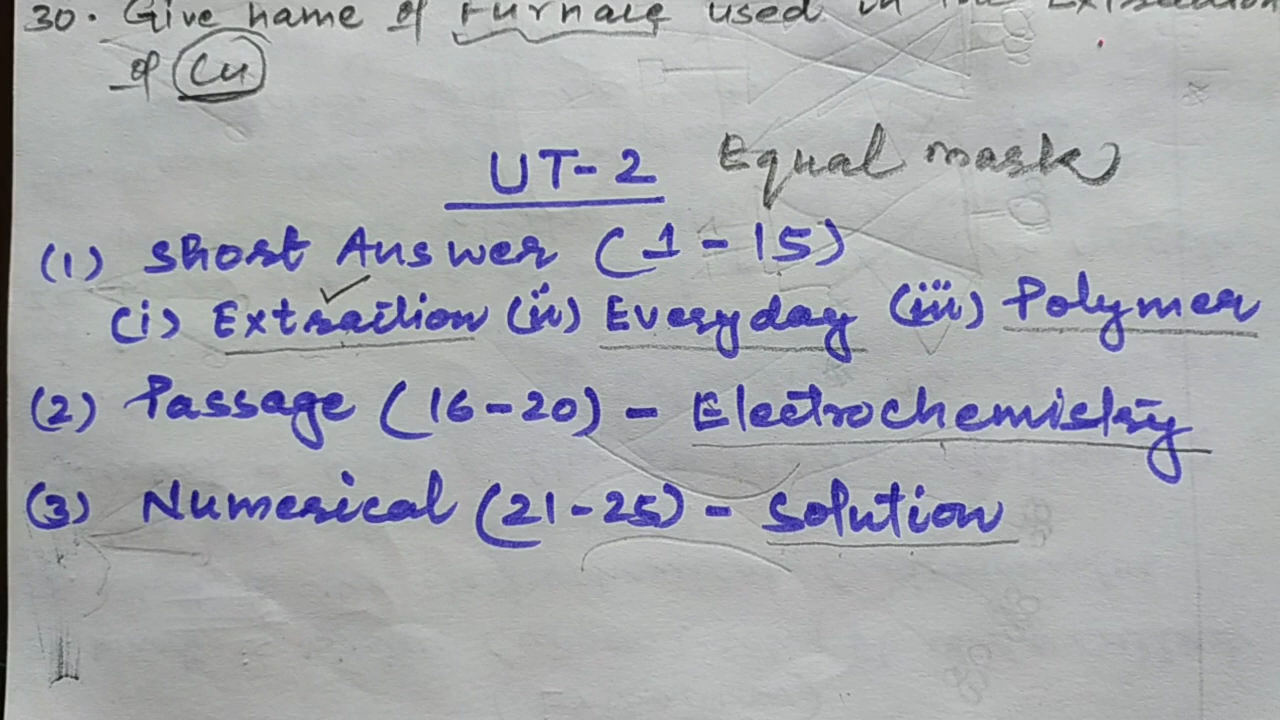 30. Give name of Furnace used in the Extraction
of Cu
UT-2 Equal mark
(1) Short Answer (1-15)
(i) Extraction (ii) Everyday (iii) Polymer
(2) Passage (16-20) - Electrochemistry
(3) Numerical (21-25) - Solution